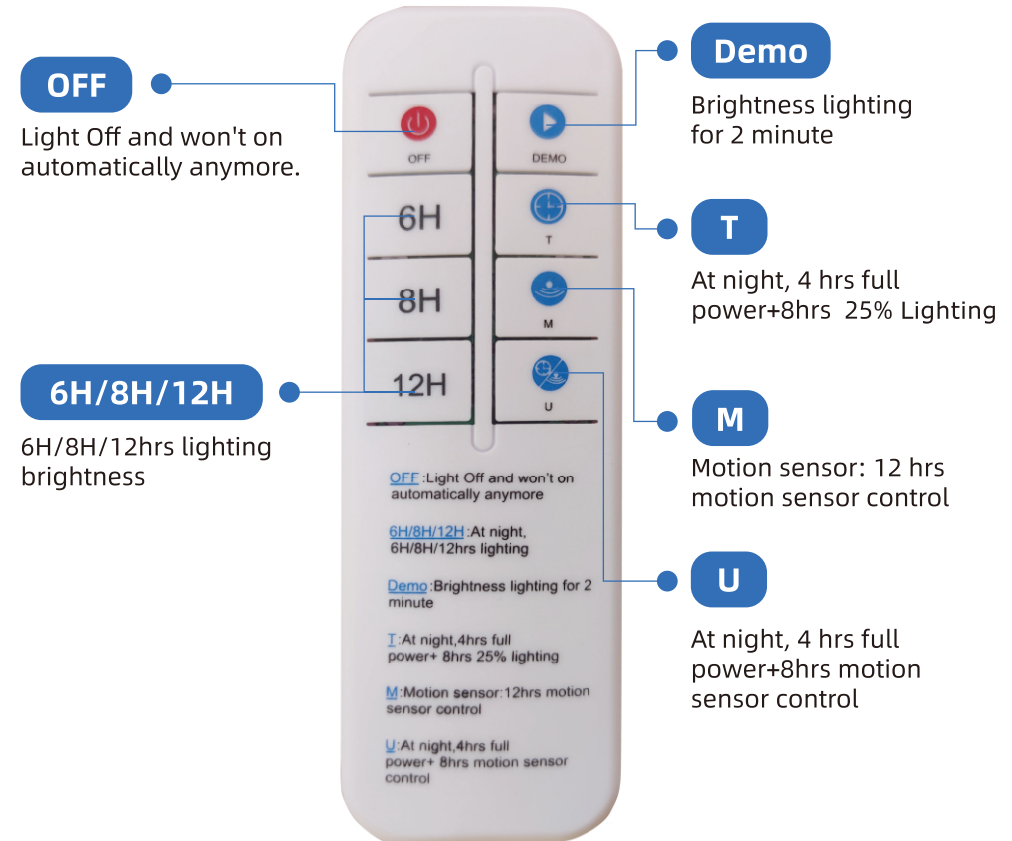 OFF
Light Off and won't on
automatically anymore.
6H/8H/12H
6H/8H/12hrs lighting
brightness
OFF
DEMO
6H
T
8H
M
12H
U
OFF:Light Off and won't on
automatically anymore
6H/8H/12H:At night,
6H/8H/12hrs lighting
Demo:Brightness lighting for 2
minute
T:At night,4hrs full
power+ 8hrs 25% lighting
M:Motion sensor:12hrs motion
sensor control
U:At night,4hrs full
power+ 8hrs motion sensor
control
Demo
Brightness lighting
for 2 minute
T
At night, 4 hrs full
power+8hrs 25% Lighting
M
Motion sensor: 12 hrs
motion sensor control
U
At night, 4 hrs full
power+8hrs motion
sensor control